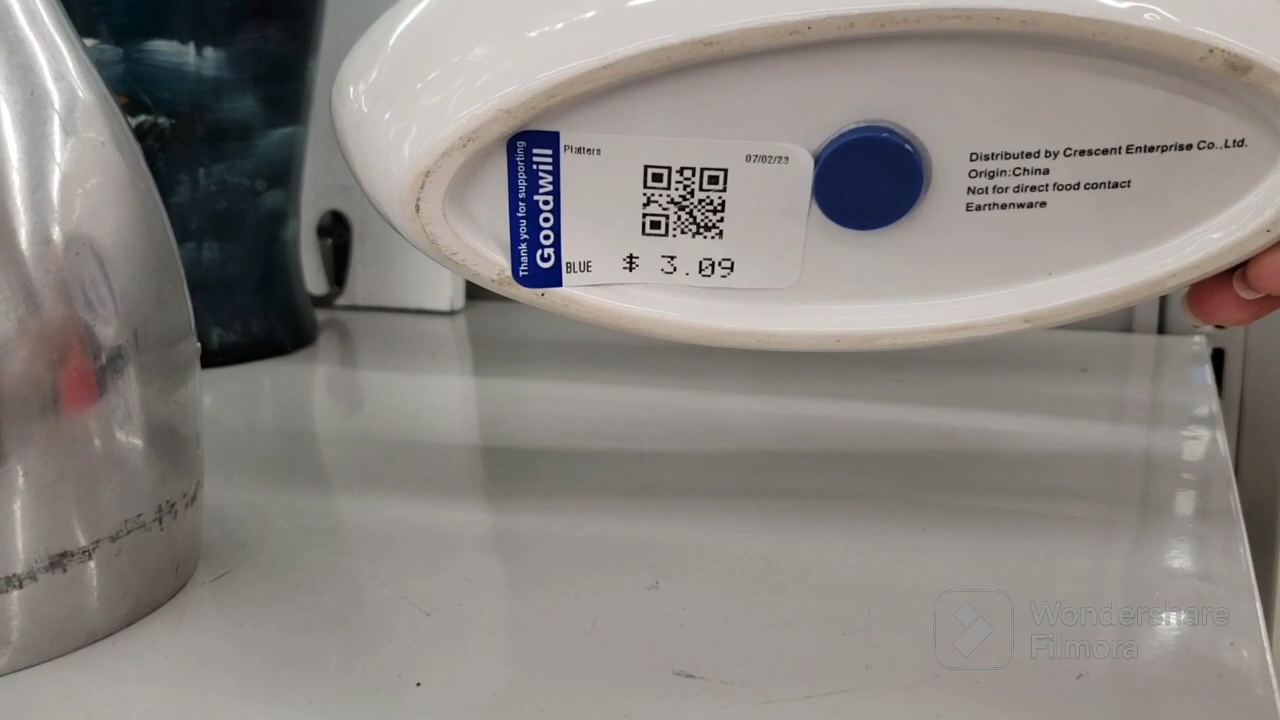 Thank you for supporting
Goodwill
Platters
07/02/23
BLUE
$ 3.09
Distributed by Crescent Enterprise Co.,Ltd.
Origin:China
Not for direct food contact
Earthenware
Wondershare
Filmora